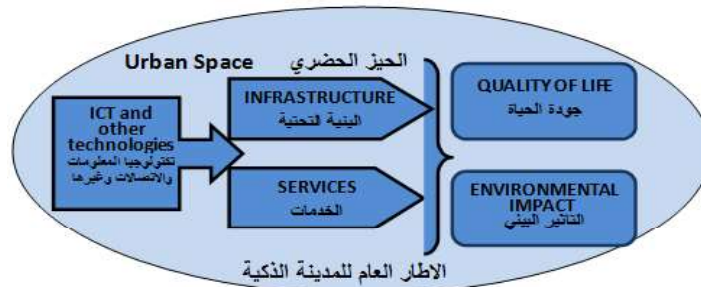 Urban Space الحيز الحضري
ICT and
other
technologies
تكنولوجيا المعلومات
والاتصالات وغيرها
INFRASTRUCTURE
البنية التحتية
SERVICES
الخدمات
QUALITY OF LIFE
جودة الحياة
ENVIRONMENTAL
IMPACT
التاثير البيئي
الاطار العام للمدينة الذكية